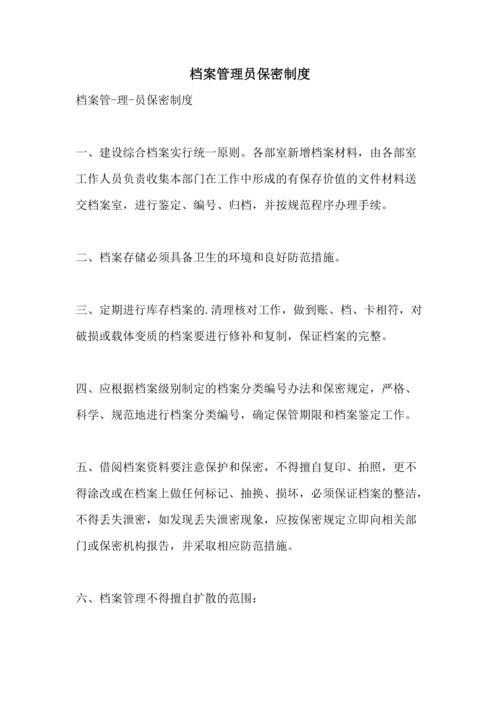 档案管理员保密制度
档案管-理-员保密制度
一、建设综合档案实行统一原则。各部室新增档案材料，由各部室
工作人员负责收集本部门在工作中形成的有保存价值的文件材料送
交档案室，进行鉴定、编号、归档，并按规范程序办理手续。
二、档案存储必须具备卫生的环境和良好防范措施。
三、定期进行库存档案的.清理核对工作，做到账、档、卡相符，对
破损或载体变质的档案要进行修补和复制，保证档案的完整。
四、应根据档案级别制定的档案分类编号办法和保密规定，严格、
科学、规范地进行档案分类编号，确定保管期限和档案鉴定工作。
五、借阅档案资料要注意保护和保密，不得擅自复印、拍照，更不
得涂改或在档案上做任何标记、抽换、损坏，必须保证档案的整洁，
不得丢失泄密，如发现丢失泄密现象，应按保密规定立即向相关部
门或保密机构报告，并采取相应防范措施。
六、档案管理不得擅自扩散的范围：